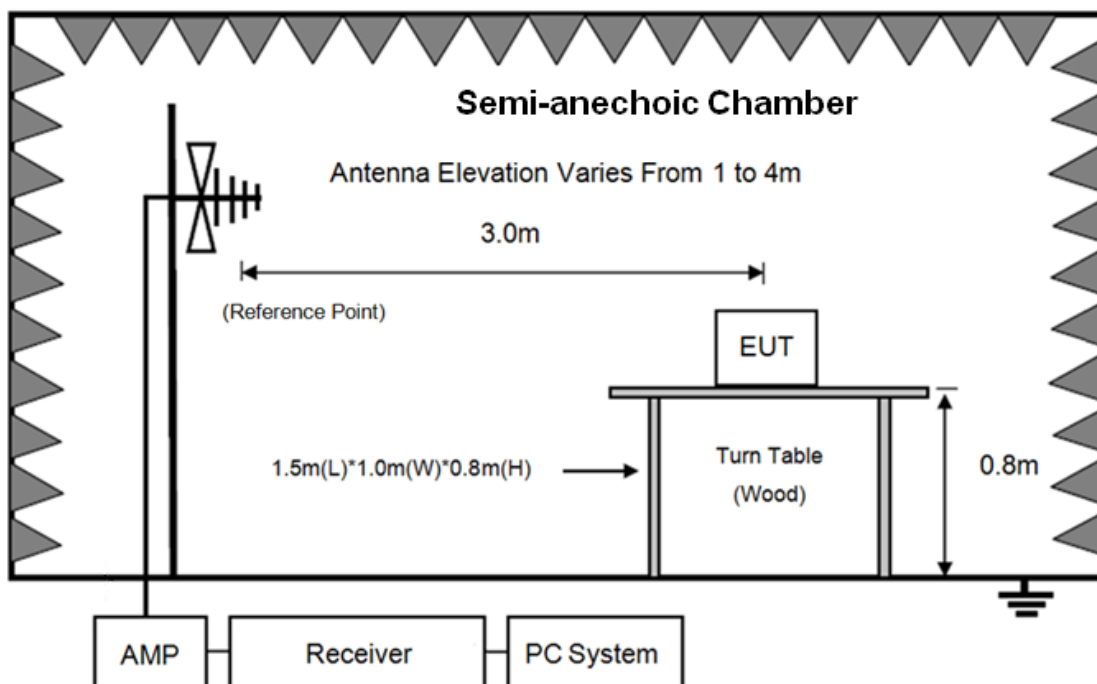 Semi-anechoic Chamber
Antenna Elevation Varies From 1 to 4m
3.0m
(Reference Point)
EUT
1.5m(L)*1.0m(W)*0.8m(H)
Turn Table
(Wood)
0.8m
AMP
Receiver
PC System